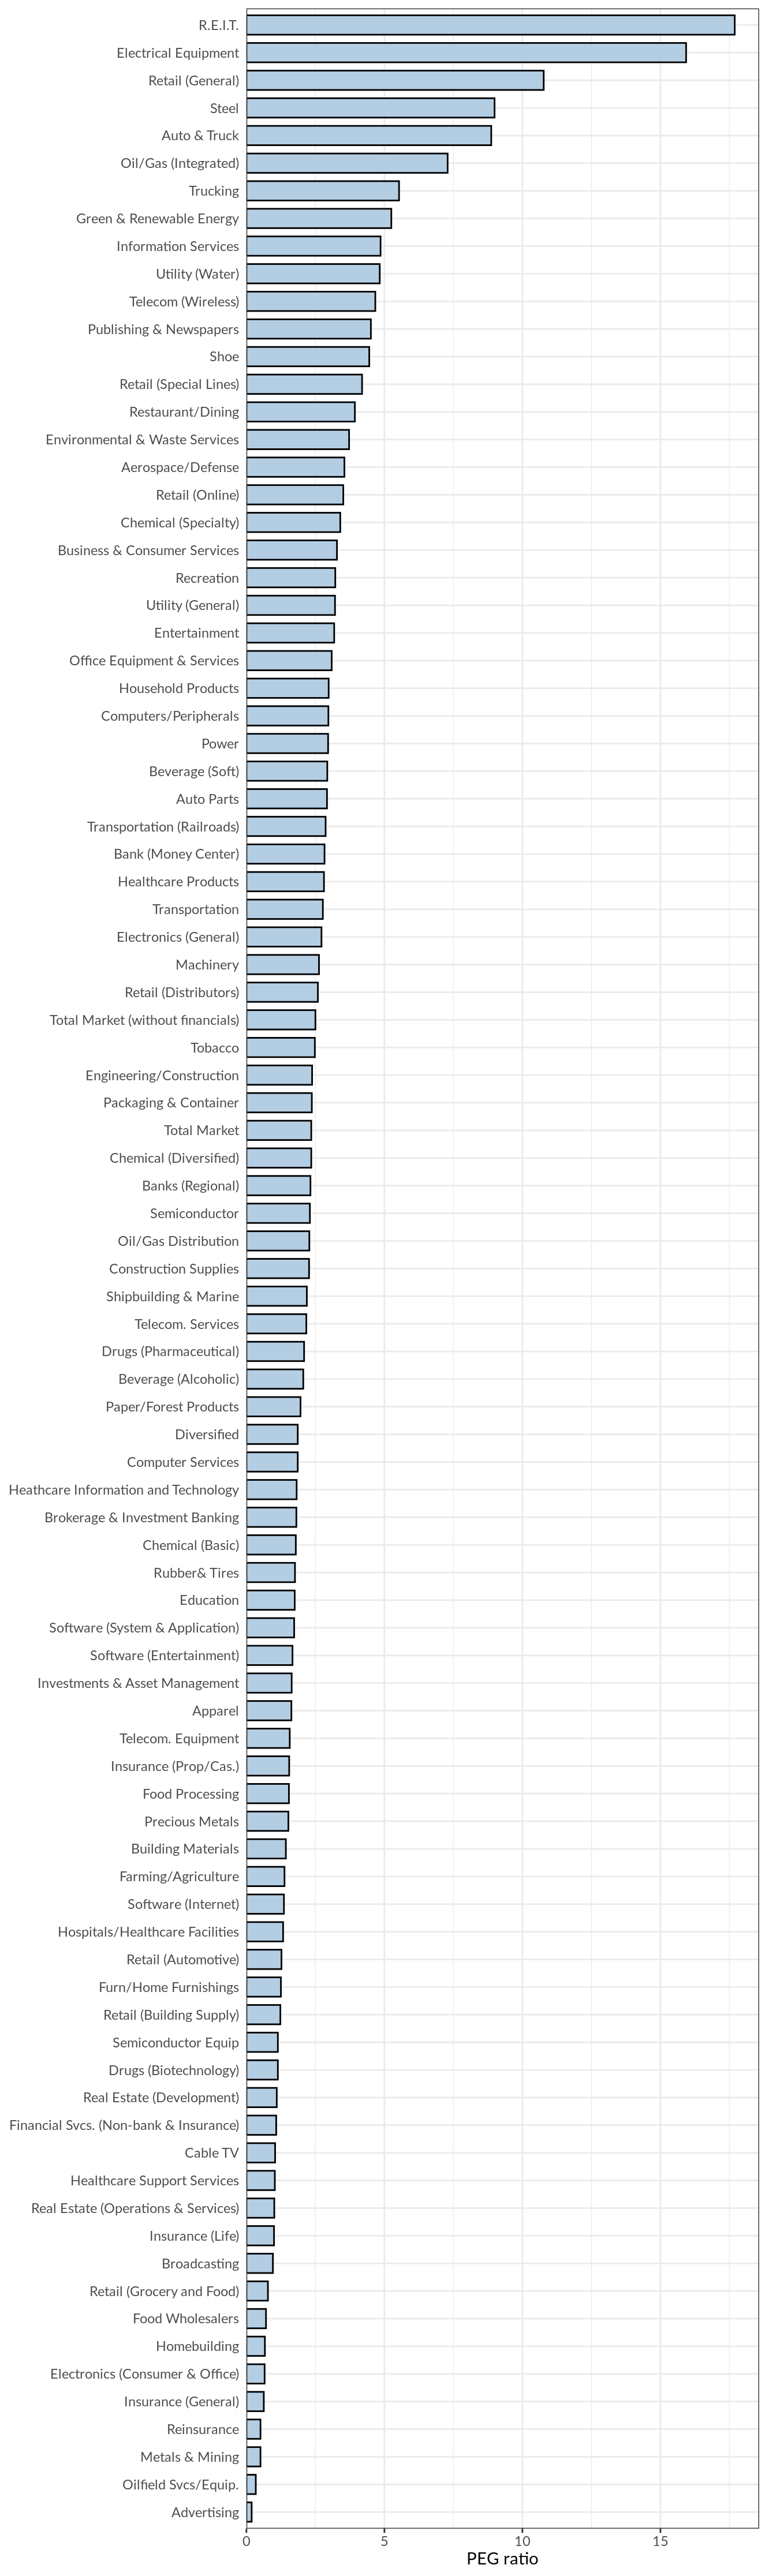 R.E.I.T.
Electrical Equipment
Retail (General)
Steel
Auto & Truck
Oil/Gas (Integrated)
Trucking
Green & Renewable Energy
Information Services
Utility (Water)
Telecom (Wireless)
Publishing & Newspapers
Shoe
Retail (Special Lines)
Restaurant/Dining
Environmental & Waste Services
Aerospace/Defense
Retail (Online)
Chemical (Specialty)
Business & Consumer Services
Recreation
Utility (General)
Entertainment
Office Equipment & Services
Household Products
Computers/Peripherals
Power
Beverage (Soft)
Auto Parts
Transportation (Railroads)
Bank (Money Center)
Healthcare Products
Transportation
Electronics (General)
Machinery
Retail (Distributors)
Total Market (without financials)
Tobacco
Engineering/Construction
Packaging & Container
Total Market
Chemical (Diversified)
Banks (Regional)
Semiconductor
Oil/Gas Distribution
Construction Supplies
Shipbuilding & Marine
Telecom. Services
Drugs (Pharmaceutical)
Beverage (Alcoholic)
Paper/Forest Products
Diversified
Computer Services
Heathcare Information and Technology
Brokerage & Investment Banking
Chemical (Basic)
Rubber& Tires
Education
Software (System & Application)
Software (Entertainment)
Investments & Asset Management
Apparel
Telecom. Equipment
Insurance (Prop/Cas.)
Food Processing
Precious Metals
Building Materials
Farming/Agriculture
Software (Internet)
Hospitals/Healthcare Facilities
Retail (Automotive)
Furn/Home Furnishings
Retail (Building Supply)
Semiconductor Equip
Drugs (Biotechnology)
Real Estate (Development)
Financial Svcs. (Non-bank & Insurance)
Cable TV
Healthcare Support Services
Real Estate (Operations & Services)
Insurance (Life)
Broadcasting
Retail (Grocery and Food)
Food Wholesalers
Homebuilding
Electronics (Consumer & Office)
Insurance (General)
Reinsurance
Metals & Mining
Oilfield Svcs/Equip.
Advertising
0 5 10 15
PEG ratio